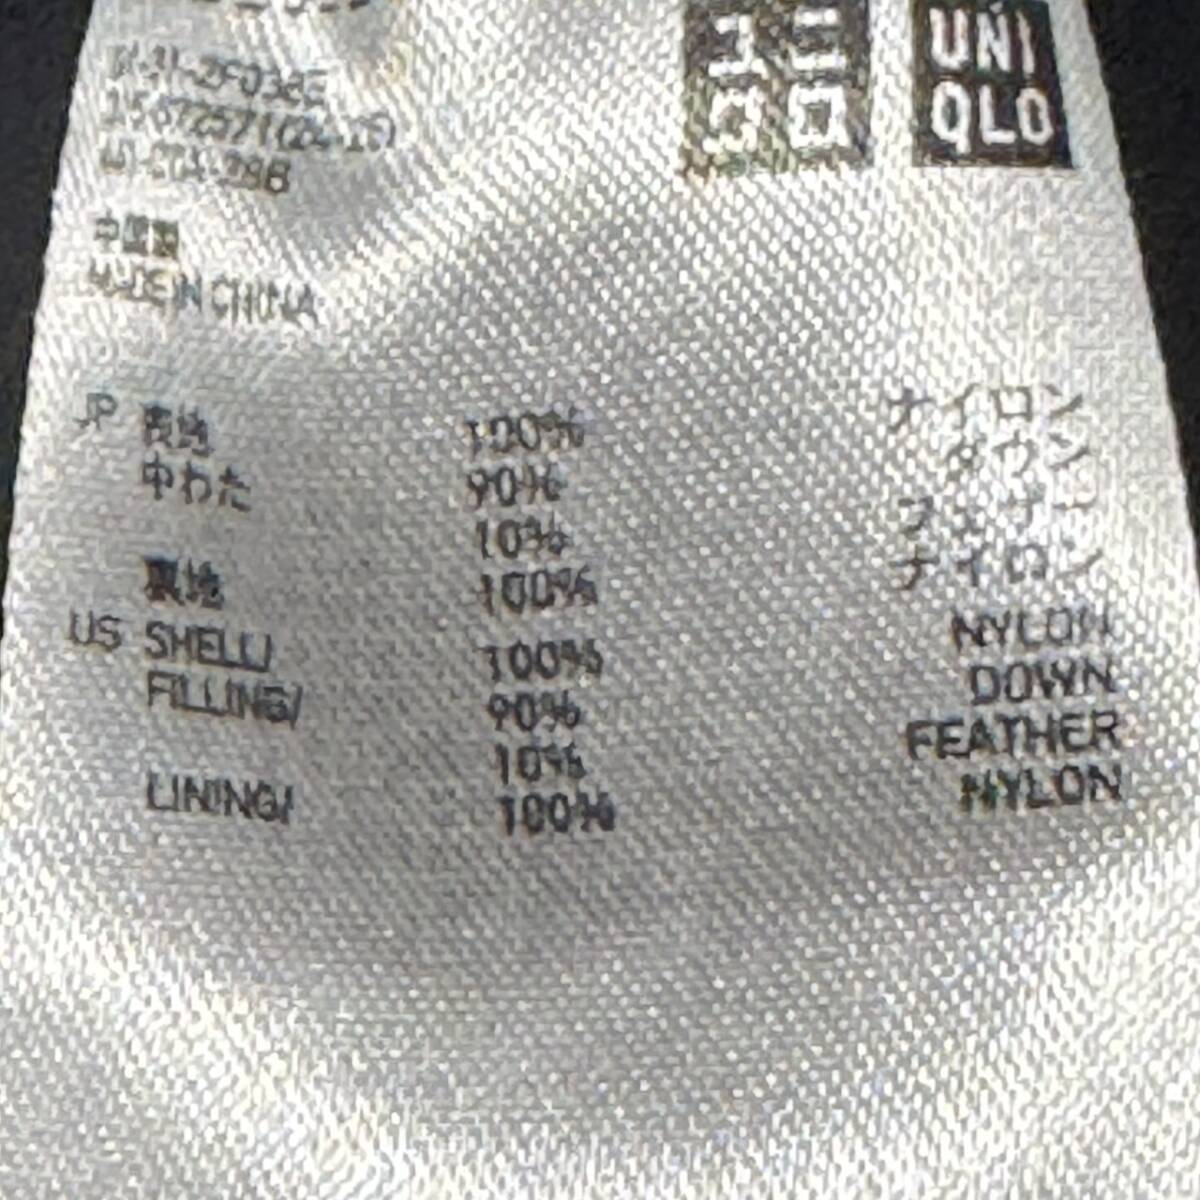 ユニ
クロ
UNI
QLO
中国製
MADE IN CHINA
JP 表地 100% ナイロン
中わた 90% ダウン
10% フェザー
裏地 100% ナイロン
US SHELL/ 100% NYLON
FILLING/ 90% DOWN
10% FEATHER
LINING/ 100% NYLON